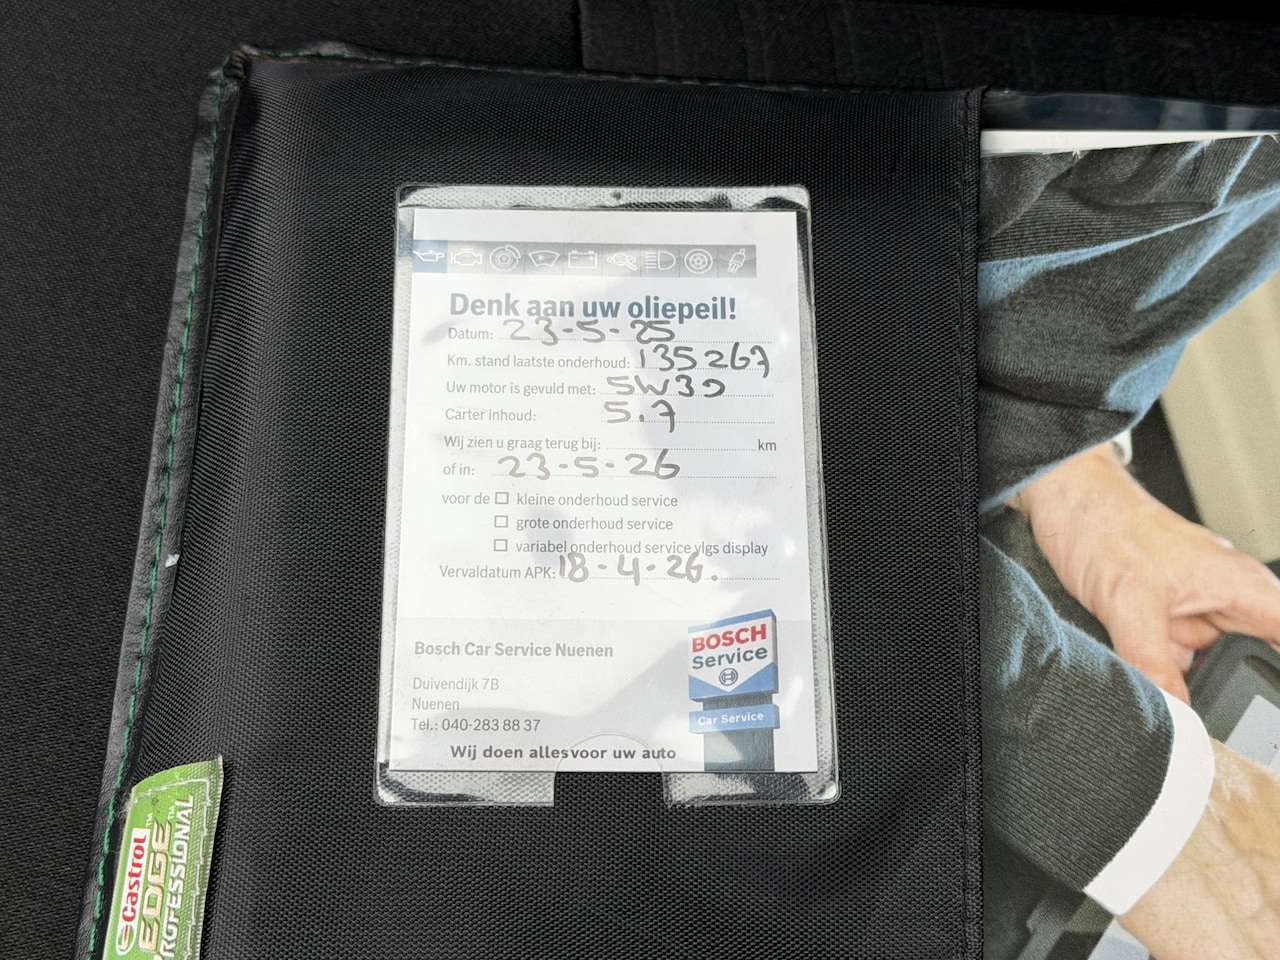 Denk aan uw oliepeil!
Datum: 23-5-25
Km. stand laatste onderhoud: 135267
Uw motor is gevuld met: 5W30
Carter inhoud: 5.7
Wij zien u graag terug bij: km
of in: 23-5-26
voor de ☐ kleine onderhoud service
☐ grote onderhoud service
☐ variabel onderhoud service vlgs display
Vervaldatum APK: 18-4-26.
Bosch Car Service Nuenen
Duivendijk 7B
Nuenen
Tel.: 040-283 88 37
Wij doen alles voor uw auto
BOSCH
Service
Car Service
Castrol
EDGE™
PROFESSIONAL™